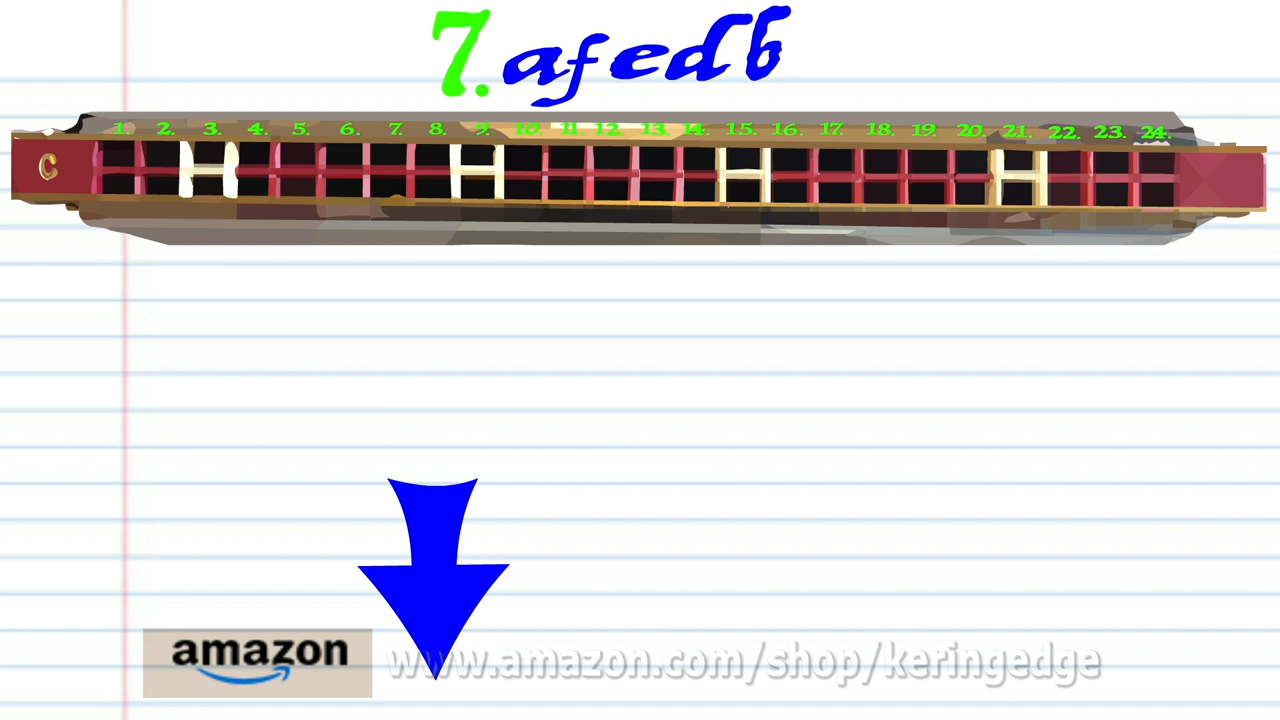 7. a f e d b
1. 2. 3. 4. 5. 6. 7. 8. 9. 10. 11. 12. 13. 14. 15. 16. 17. 18. 19. 20. 21. 22. 23. 24.
C
amazon www.amazon.com/shop/keringedge